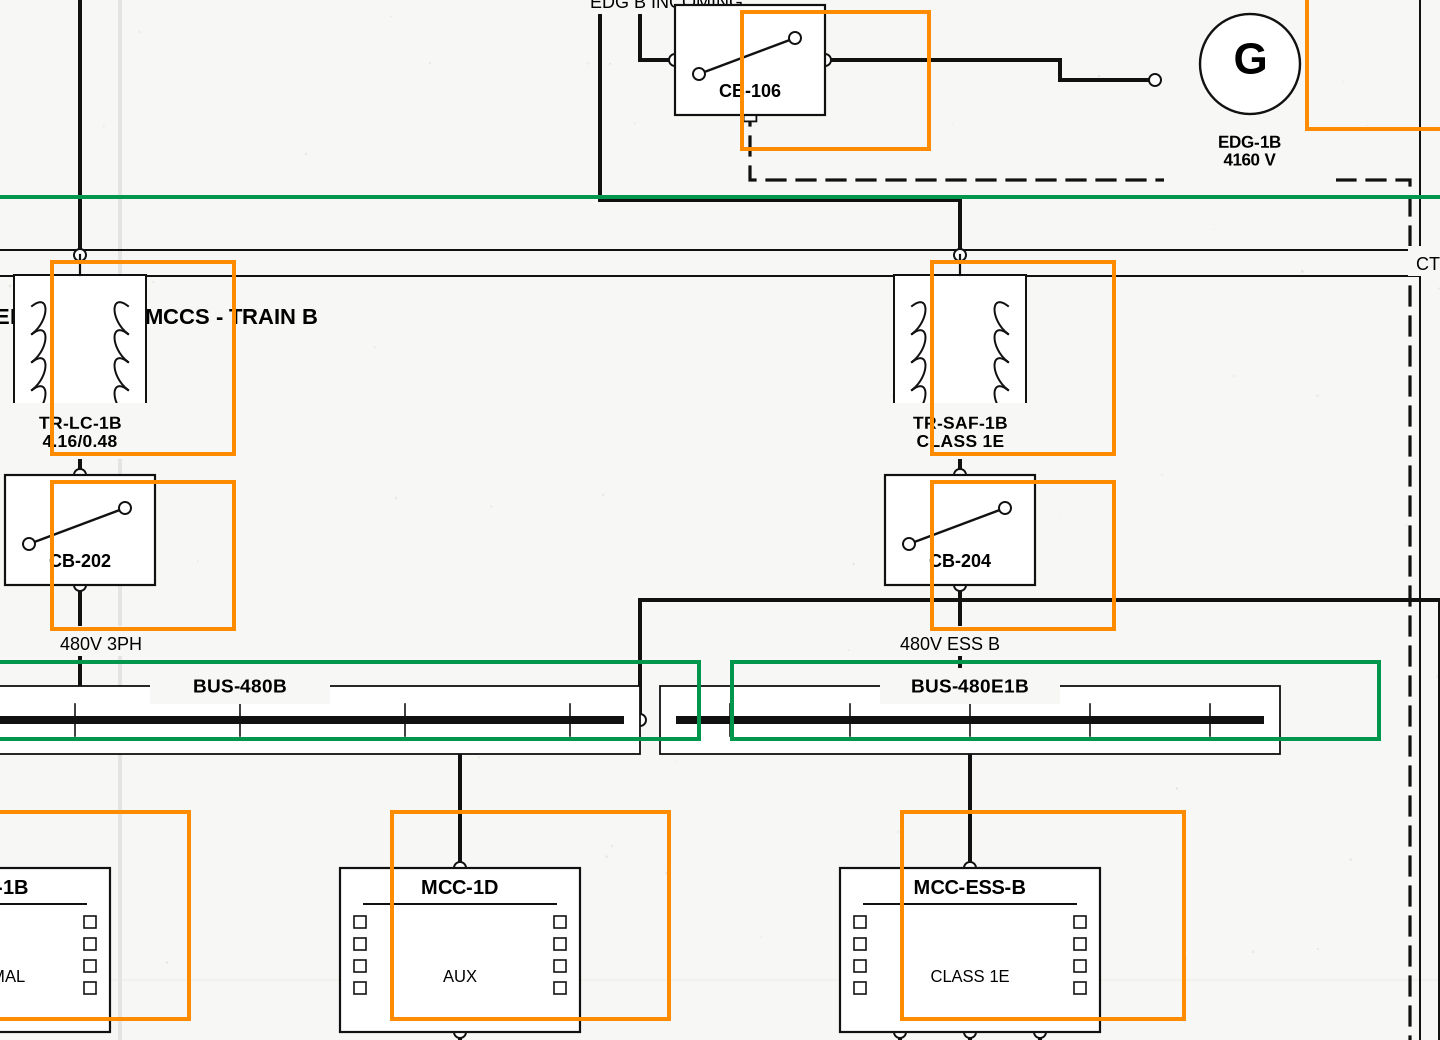 EDG B INCOMING
CB-106
G
EDG-1B
4160 V
CT
MCCS - TRAIN B
TR-LC-1B
4.16/0.48
TR-SAF-1B
CLASS 1E
CB-202
CB-204
480V 3PH
480V ESS B
BUS-480B
BUS-480E1B
-1B
MCC-1D
MCC-ESS-B
AUX
CLASS 1E